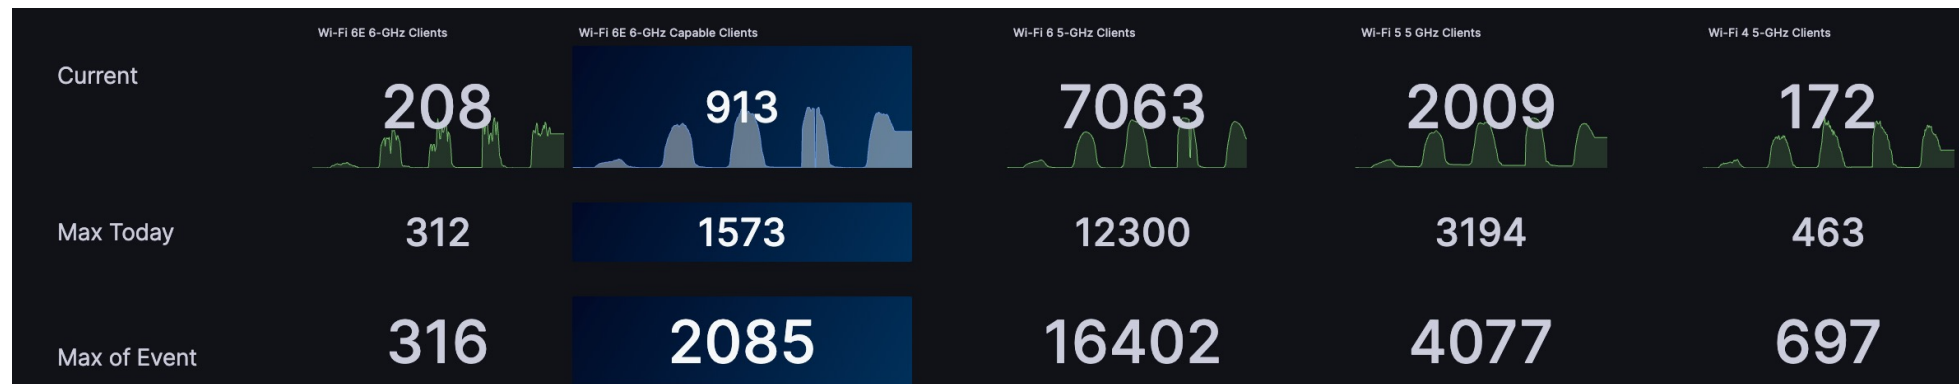 Wi-Fi 6E 6-GHz Clients Wi-Fi 6E 6-GHz Capable Clients Wi-Fi 6 5-GHz Clients Wi-Fi 5 5 GHz Clients Wi-Fi 4 5-GHz Clients
Current 208 913 7063 2009 172
Max Today 312 1573 12300 3194 463
Max of Event 316 2085 16402 4077 697